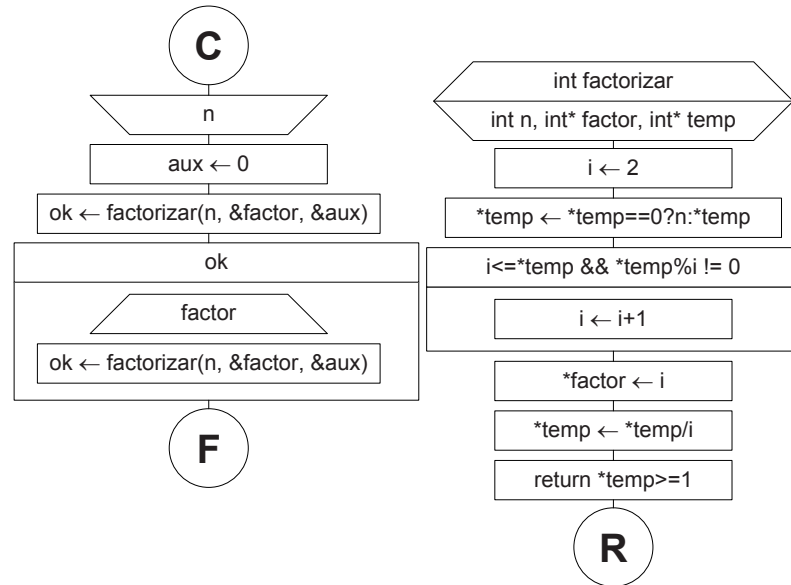 C
n
aux ← 0
ok ← factorizar(n, &factor, &aux)
ok
factor
ok ← factorizar(n, &factor, &aux)
F
int factorizar
int n, int* factor, int* temp
i ← 2
*temp ← *temp==0?n:*temp
i<=*temp && *temp%i != 0
i ← i+1
*factor ← i
*temp ← *temp/i
return *temp>=1
R